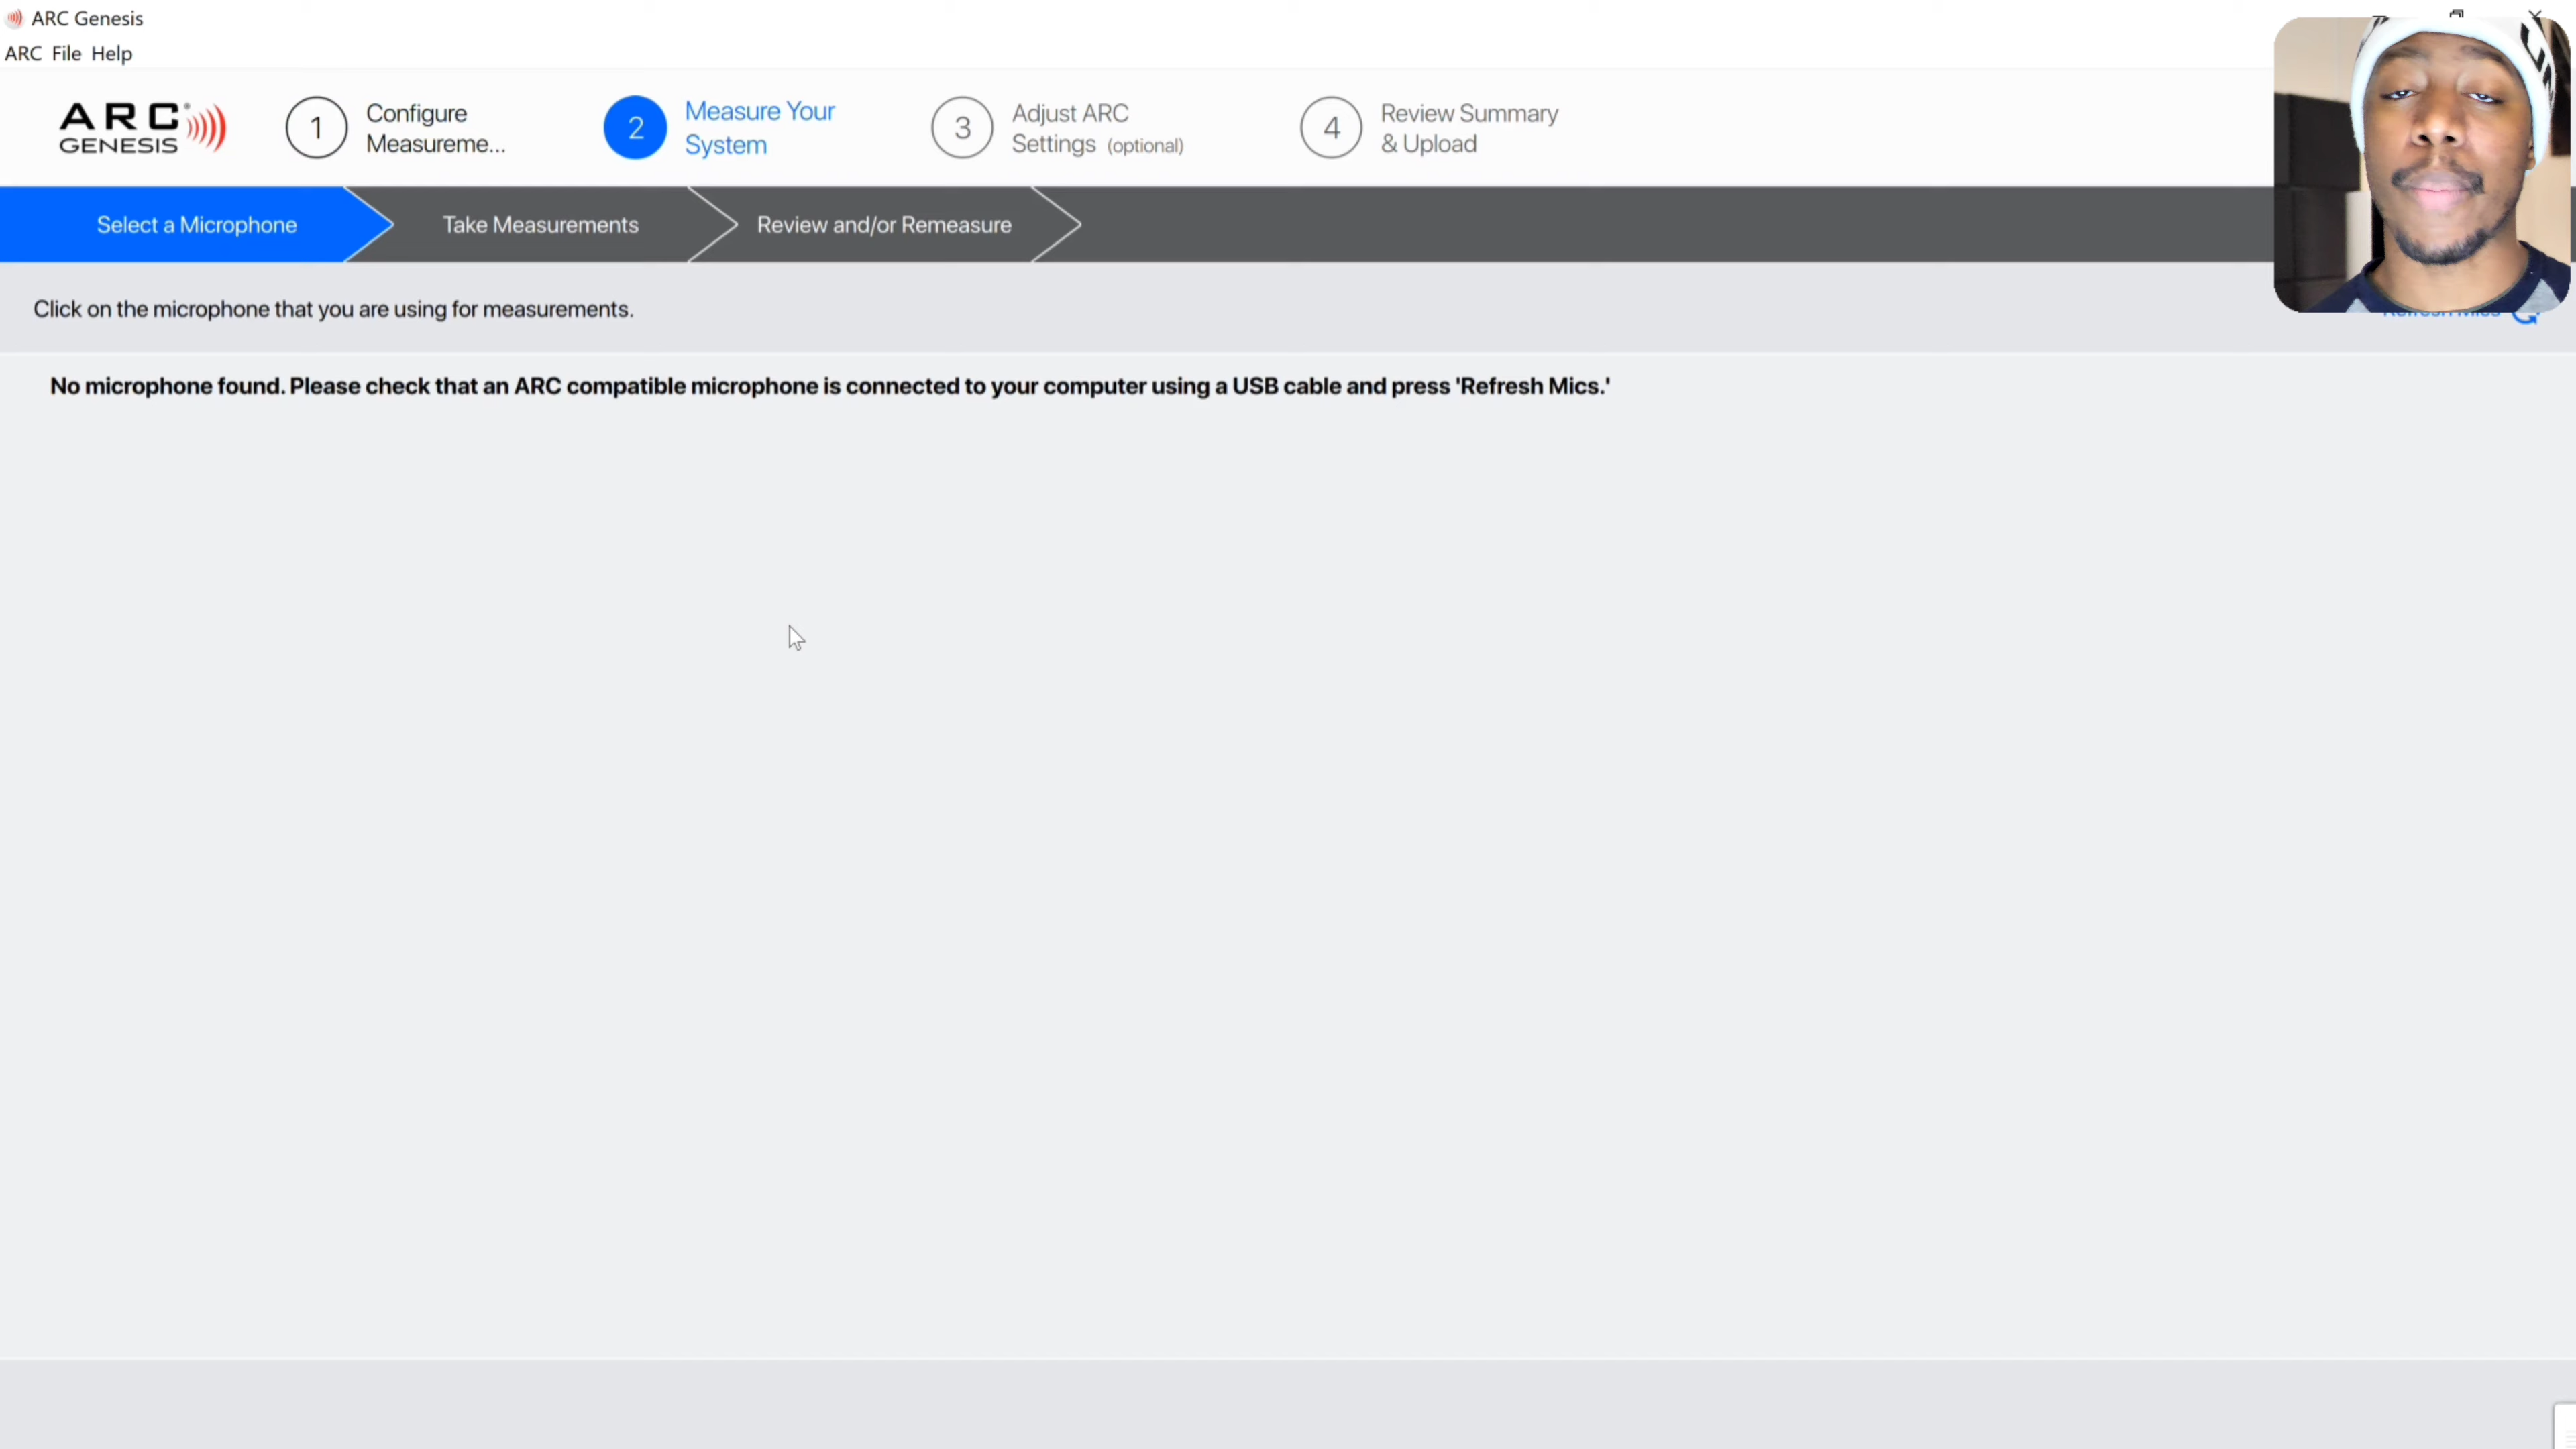 ARC Genesis
ARC File Help
ARC GENESIS
1 Configure Measureme...
2 Measure Your System
3 Adjust ARC Settings (optional)
4 Review Summary & Upload
Select a Microphone
Take Measurements
Review and/or Remeasure
Click on the microphone that you are using for measurements.
Refresh Mics
No microphone found. Please check that an ARC compatible microphone is connected to your computer using a USB cable and press 'Refresh Mics.'